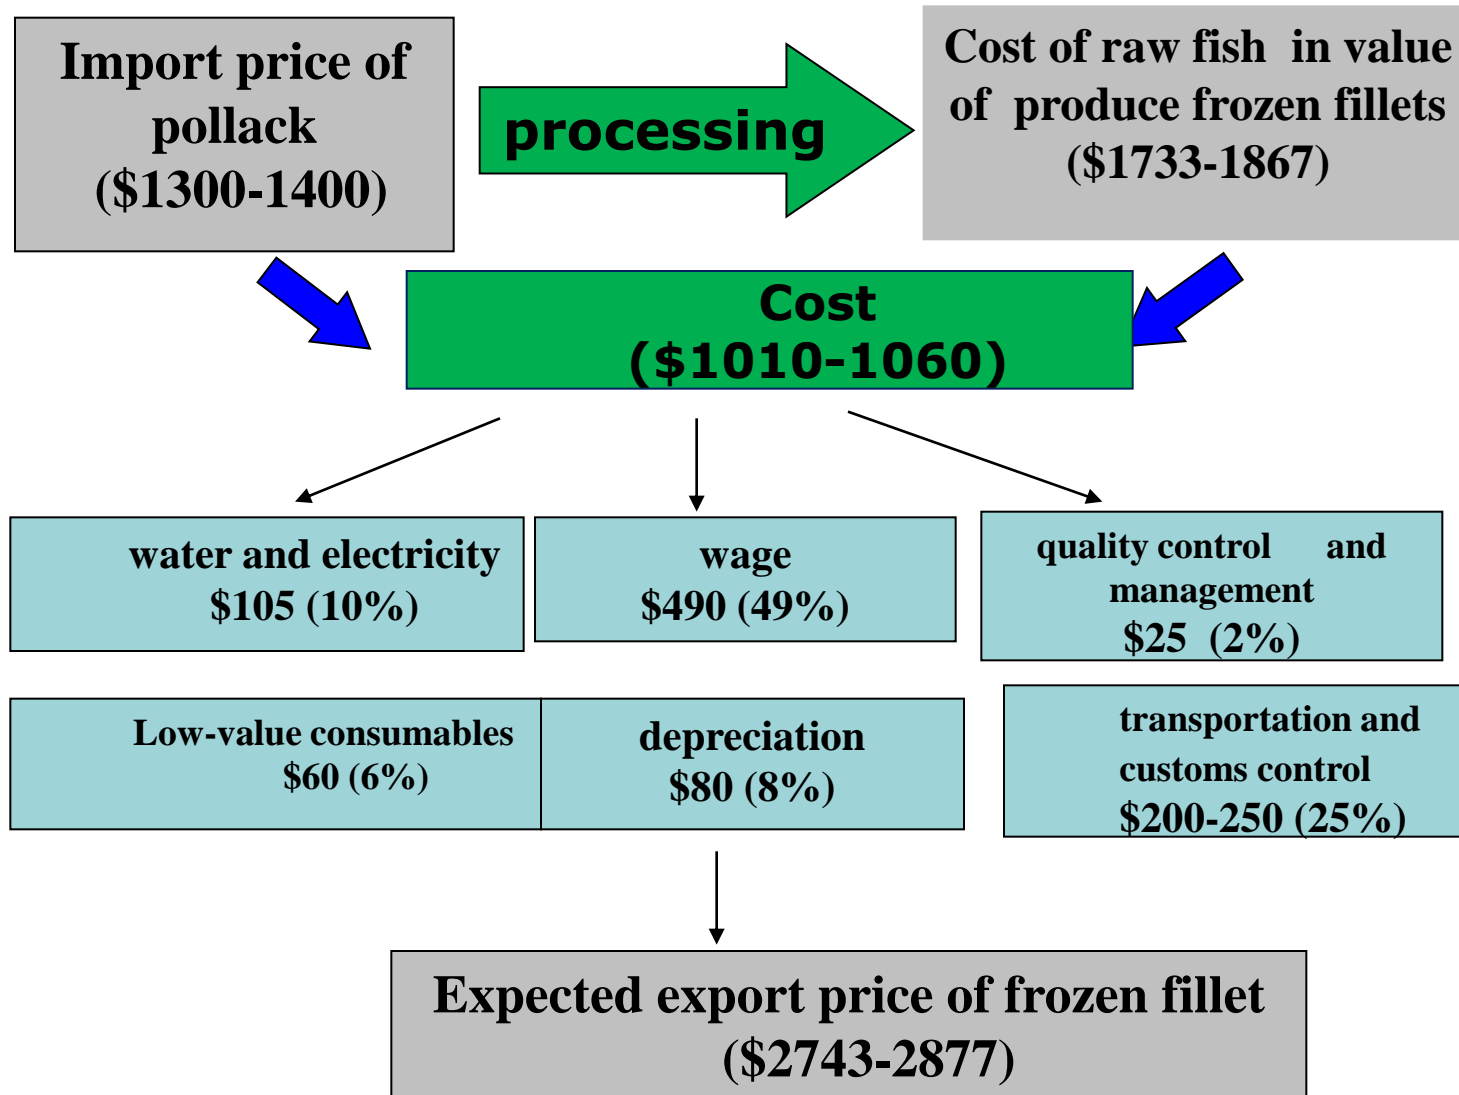 Import price of
pollack
($1300-1400)
processing
Cost of raw fish in value
of produce frozen fillets
($1733-1867)
Cost
($1010-1060)
water and electricity
$105 (10%)
wage
$490 (49%)
quality control and
management
$25 (2%)
Low-value consumables
$60 (6%)
depreciation
$80 (8%)
transportation and
customs control
$200-250 (25%)
Expected export price of frozen fillet
($2743-2877)